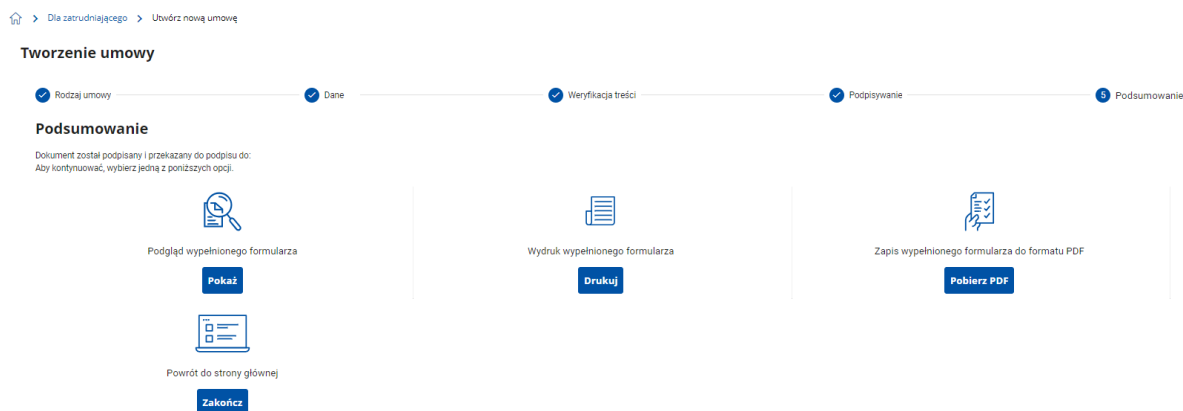 Dla zatrudniającego Utwórz nową umowę
Tworzenie umowy
Rodzaj umowy Dane Weryfikacja treści Podpisywanie 5 Podsumowanie
Podsumowanie
Dokument został podpisany i przekazany do podpisu do:
Aby kontynuować, wybierz jedną z poniższych opcji.
Podgląd wypełnionego formularza
Pokaż
Wydruk wypełnionego formularza
Drukuj
Zapis wypełnionego formularza do formatu PDF
Pobierz PDF
Powrót do strony głównej
Zakończ